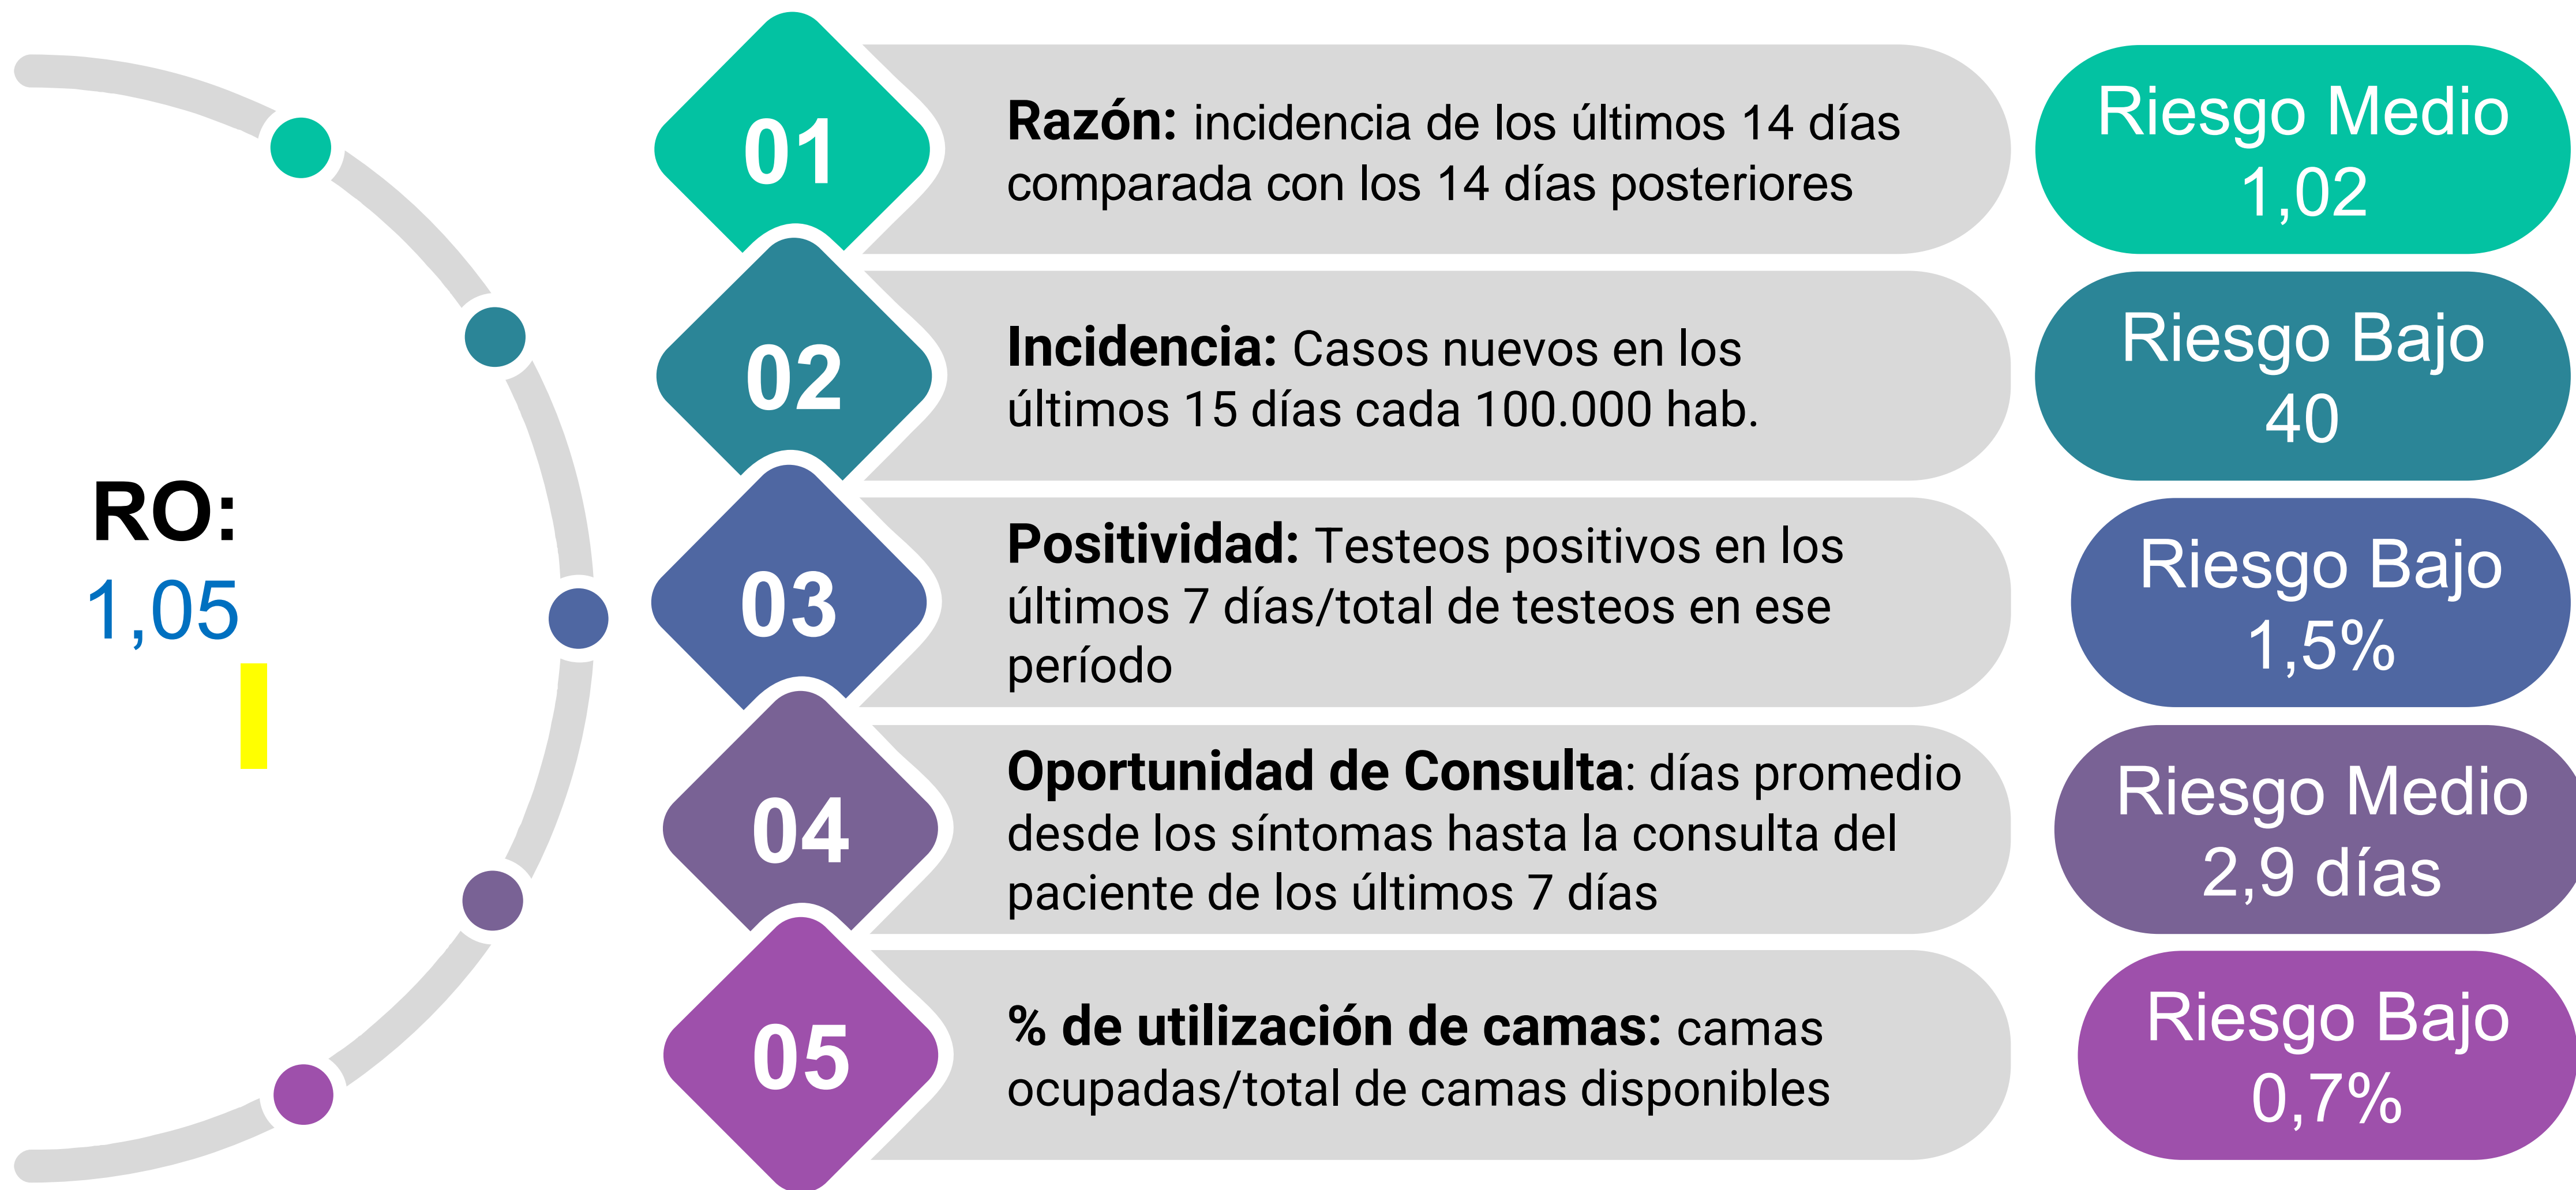 RO:
1,05
01
Razón: incidencia de los últimos 14 días
comparada con los 14 días posteriores
Riesgo Medio
1,02
02
Incidencia: Casos nuevos en los
últimos 15 días cada 100.000 hab.
Riesgo Bajo
40
03
Positividad: Testeos positivos en los
últimos 7 días/total de testeos en ese
período
Riesgo Bajo
1,5%
04
Oportunidad de Consulta: días promedio
desde los síntomas hasta la consulta del
paciente de los últimos 7 días
Riesgo Medio
2,9 días
05
% de utilización de camas: camas
ocupadas/total de camas disponibles
Riesgo Bajo
0,7%